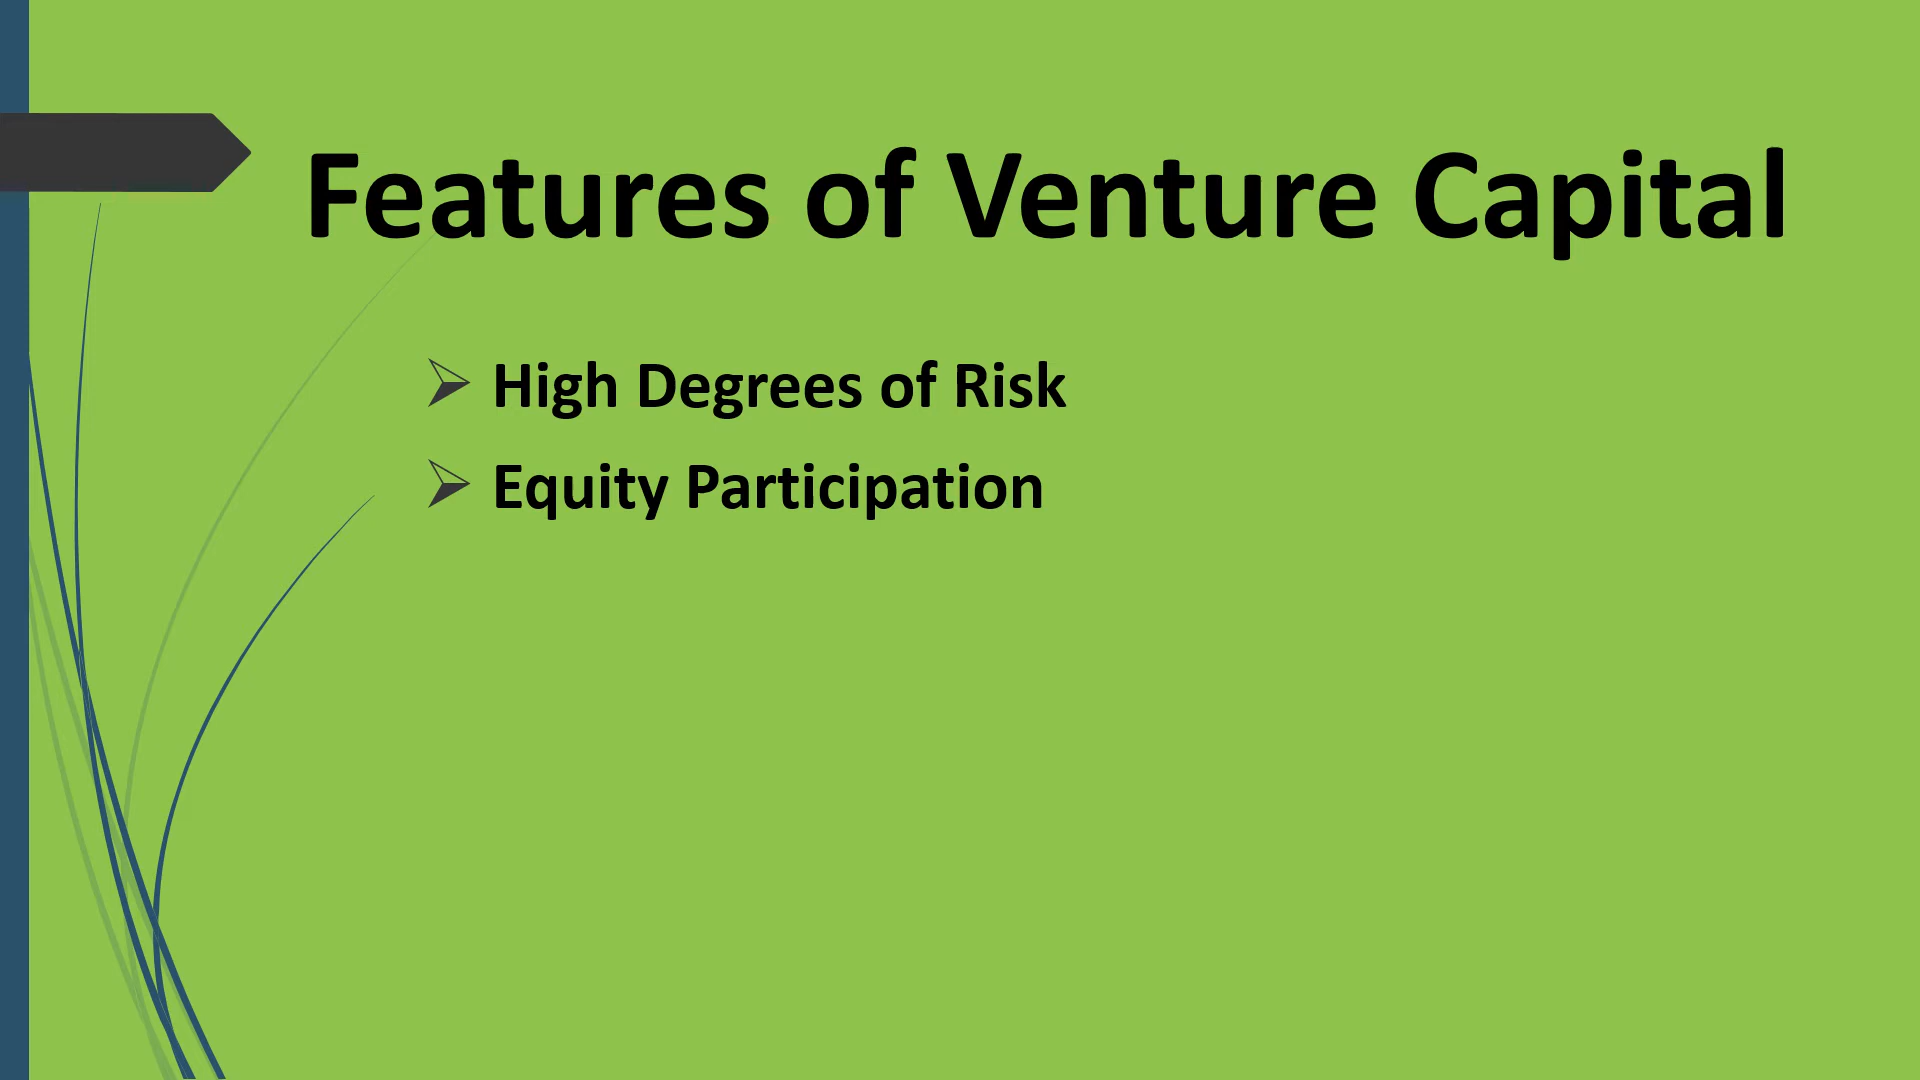 Features of Venture Capital
High Degrees of Risk
Equity Participation